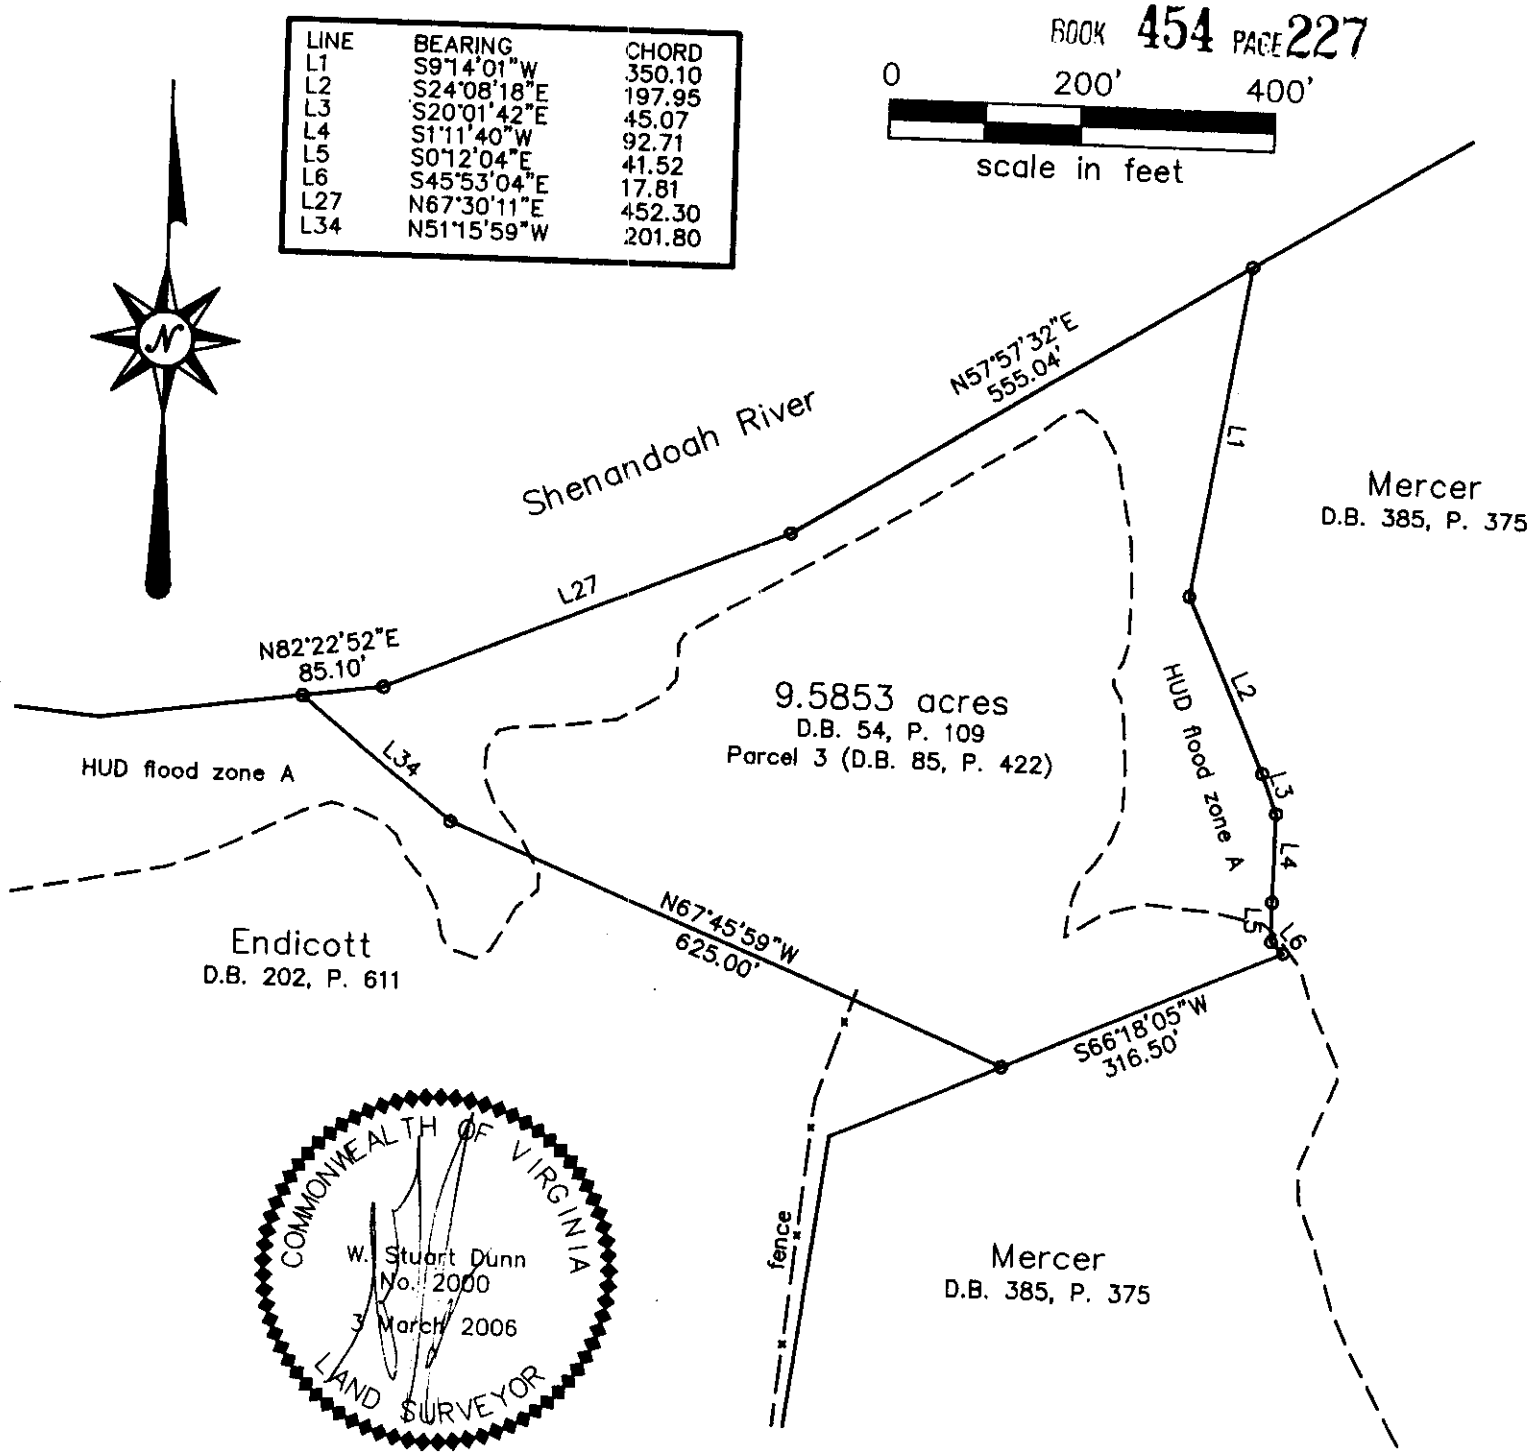 BOOK 454 PAGE 227
LINE BEARING CHORD
L1 S9°14'01"W 350.10
L2 S24°08'18"E 197.95
L3 S20°01'42"E 45.07
L4 S1°11'40"W 92.71
L5 S0°12'04"E 41.52
L6 S45°53'04"E 17.81
L27 N67°30'11"E 452.30
L34 N51°15'59"W 201.80
0 200' 400'
scale in feet
N
N57°57'32"E
555.04'
Shenandoah River
L1
Mercer
D.B. 385, P. 375
L27
N82°22'52"E
85.10'
L34
HUD flood zone A
9.5853 acres
D.B. 54, P. 109
Parcel 3 (D.B. 85, P. 422)
HUD flood zone A
L2
L3
L4
L5
L6
N67°45'59"W
625.00'
Endicott
D.B. 202, P. 611
S66°18'05"W
316.50'
fence
Mercer
D.B. 385, P. 375
COMMONWEALTH OF VIRGINIA
W. Stuart Dunn
No. 2000
3 March 2006
LAND SURVEYOR